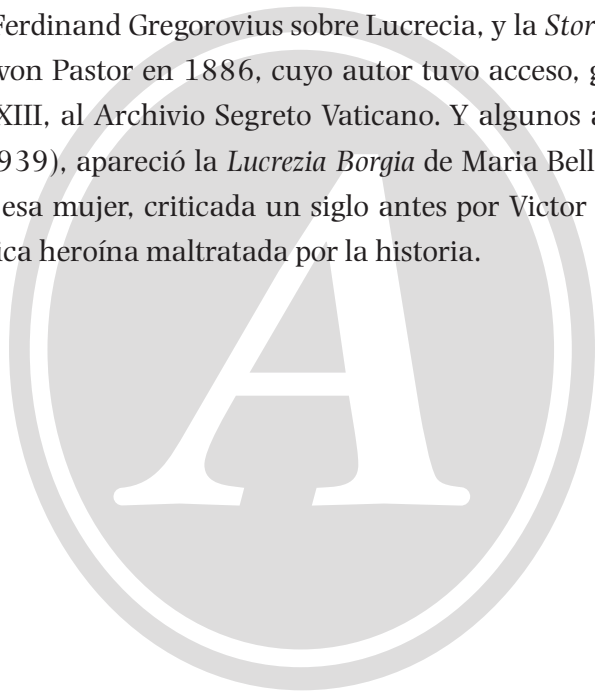 Ferdinand Gregorovius sobre Lucrecia, y la Stor
von Pastor en 1886, cuyo autor tuvo acceso, g
XIII, al Archivio Segreto Vaticano. Y algunos a
939), apareció la Lucrezia Borgia de Maria Bell
esa mujer, criticada un siglo antes por Victor
ica heroína maltratada por la historia.
A